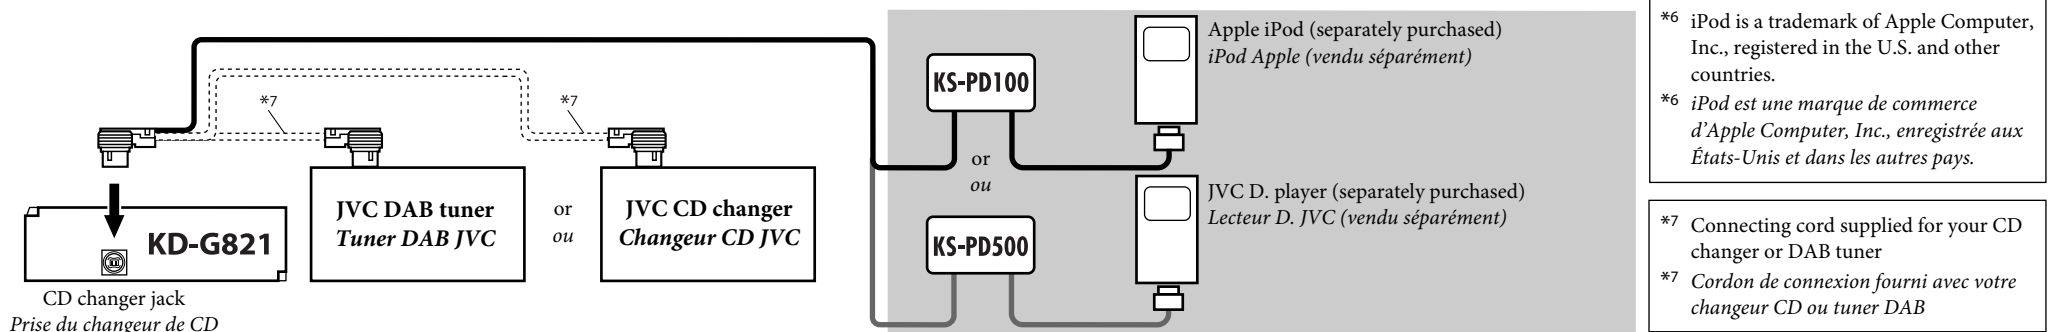 Apple iPod (separately purchased)
iPod Apple (vendu séparément)
KS-PD100
*7
*7
or
ou
JVC D. player (separately purchased)
Lecteur D. JVC (vendu séparément)
KS-PD500
JVC DAB tuner
Tuner DAB JVC
or
ou
JVC CD changer
Changeur CD JVC
KD-G821
CD changer jack
Prise du changeur de CD
*6 iPod is a trademark of Apple Computer,
Inc., registered in the U.S. and other
countries.
*6 iPod est une marque de commerce
d'Apple Computer, Inc., enregistrée aux
États-Unis et dans les autres pays.
*7 Connecting cord supplied for your CD
changer or DAB tuner
*7 Cordon de connexion fourni avec votre
changeur CD ou tuner DAB